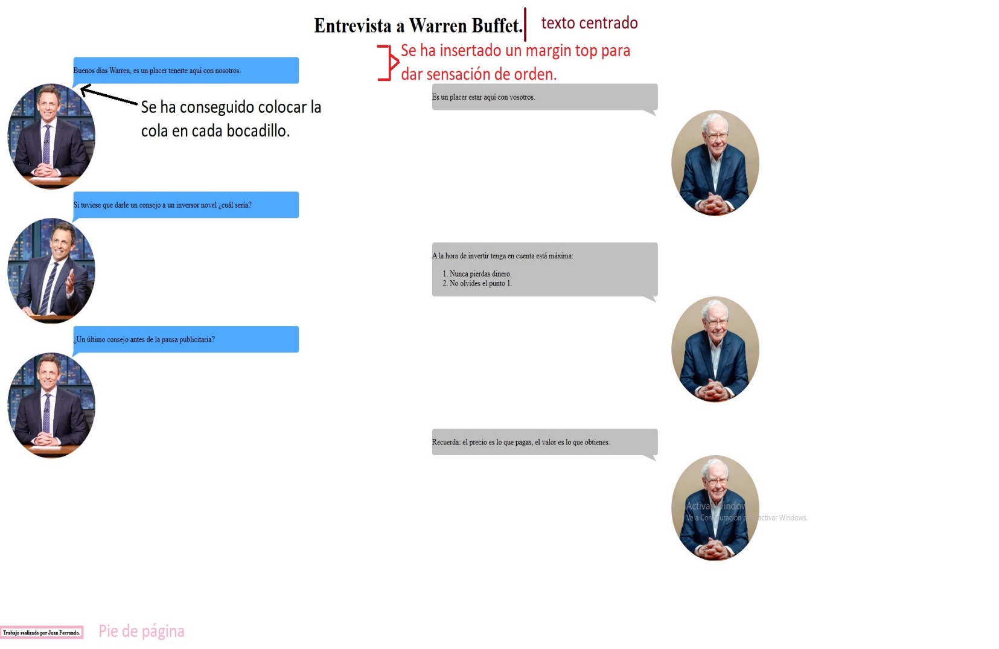 Entrevista a Warren Buffet.
texto centrado
Se ha insertado un margin top para
dar sensación de orden.
Buenos días Warren, es un placer tenerte aquí con nosotros.
Se ha conseguido colocar la
cola en cada bocadillo.
Es un placer estar aquí con vosotros.
Si tuviese que darle un consejo a un inversor novel ¿cuál sería?
A la hora de invertir tenga en cuenta está máxima:
1. Nunca pierdas dinero.
2. No olvides el punto 1.
¿Un último consejo antes de la pausa publicitaria?
Recuerda: el precio es lo que pagas, el valor es lo que obtienes.
Activar Windows
Ve a Configuración para activar Windows.
Trabajo realizado por Juan Ferrando.
Pie de página